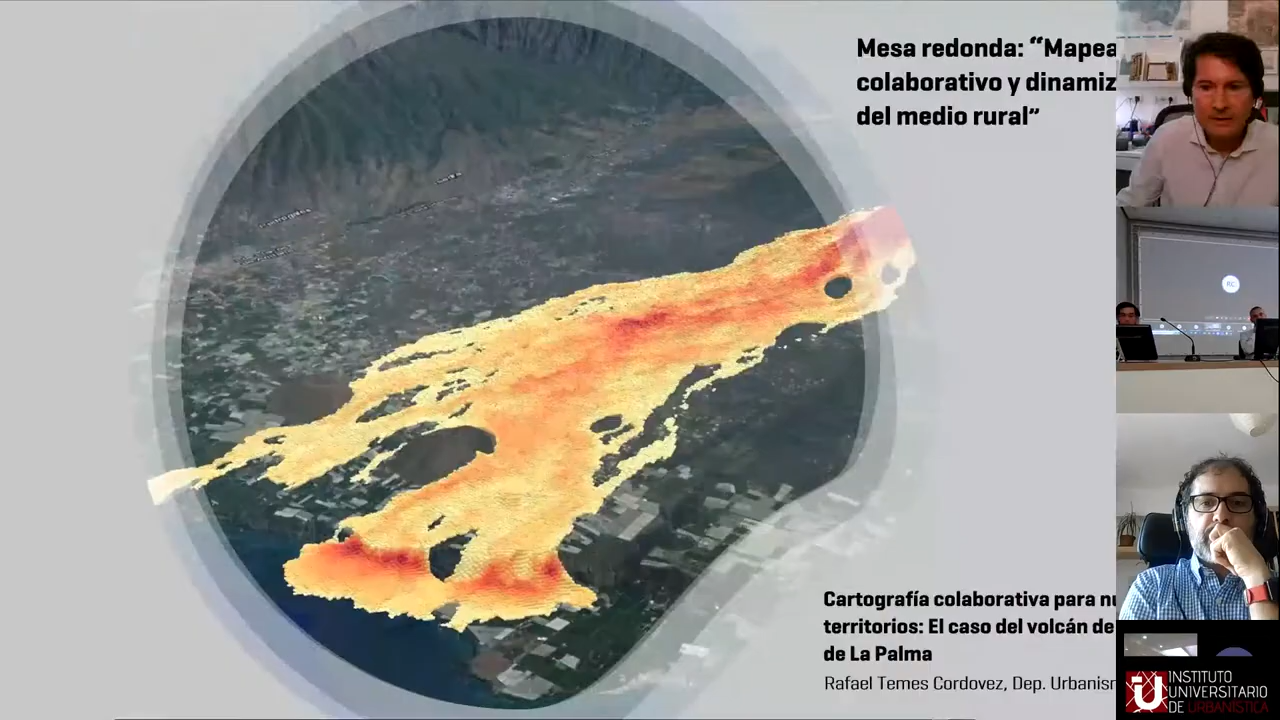 Mesa redonda: “Mapea
colaborativo y dinamiz
del medio rural”
RC
Cartografía colaborativa para nu
territorios: El caso del volcán de
de La Palma
Rafael Temes Cordovez, Dep. Urbanism
INSTITUTO
UNIVERSITARIO
DE URBANÍSTICA